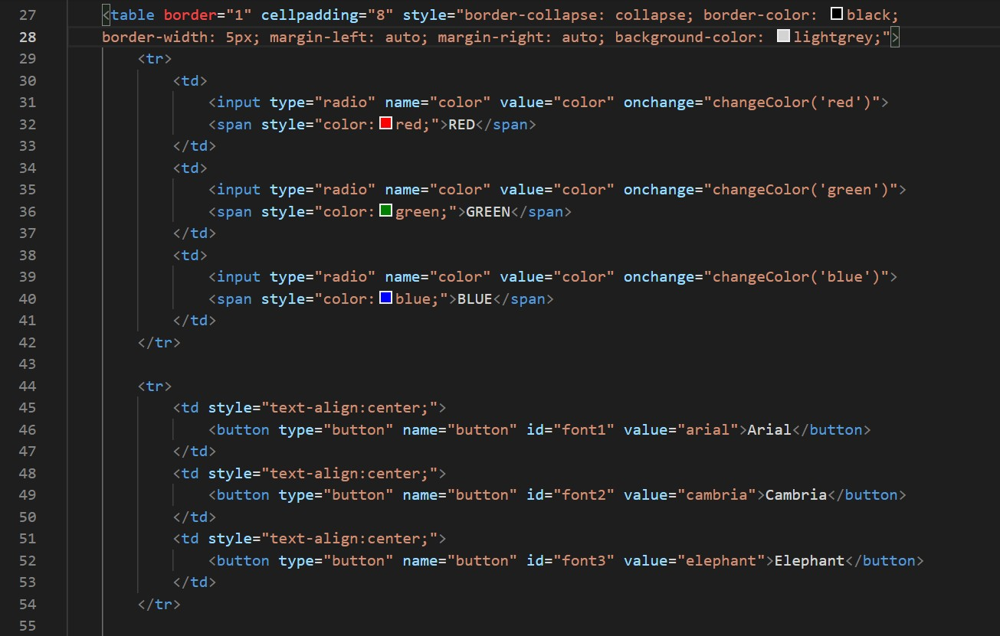 27 <table border="1" cellpadding="8" style="border-collapse: collapse; border-color: black;
28 border-width: 5px; margin-left: auto; margin-right: auto; background-color: lightgrey;">
29 <tr>
30 <td>
31 <input type="radio" name="color" value="color" onchange="changeColor('red')">
32 <span style="color: red;">RED</span>
33 </td>
34 <td>
35 <input type="radio" name="color" value="color" onchange="changeColor('green')">
36 <span style="color: green;">GREEN</span>
37 </td>
38 <td>
39 <input type="radio" name="color" value="color" onchange="changeColor('blue')">
40 <span style="color: blue;">BLUE</span>
41 </td>
42 </tr>
43
44 <tr>
45 <td style="text-align:center;">
46 <button type="button" name="button" id="font1" value="arial">Arial</button>
47 </td>
48 <td style="text-align:center;">
49 <button type="button" name="button" id="font2" value="cambria">Cambria</button>
50 </td>
51 <td style="text-align:center;">
52 <button type="button" name="button" id="font3" value="elephant">Elephant</button>
53 </td>
54 </tr>
55